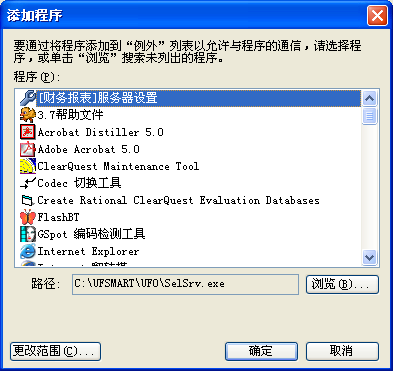 添加程序
要通过将程序添加到“例外”列表以允许与程序的通信，请选择程
序，或单击“浏览”搜索未列出的程序。
程序(P):
[财务报表]服务器设置
3.7帮助文件
Acrobat Distiller 5.0
Adobe Acrobat 5.0
ClearQuest Maintenance Tool
Codec 切换工具
Create Rational ClearQuest Evaluation Databases
FlashBT
GSpot 编码检测工具
Internet Explorer
路径:
C:\UFSMART\UFO\SelSrv.exe
浏览(B)...
更改范围(C)...
确定
取消